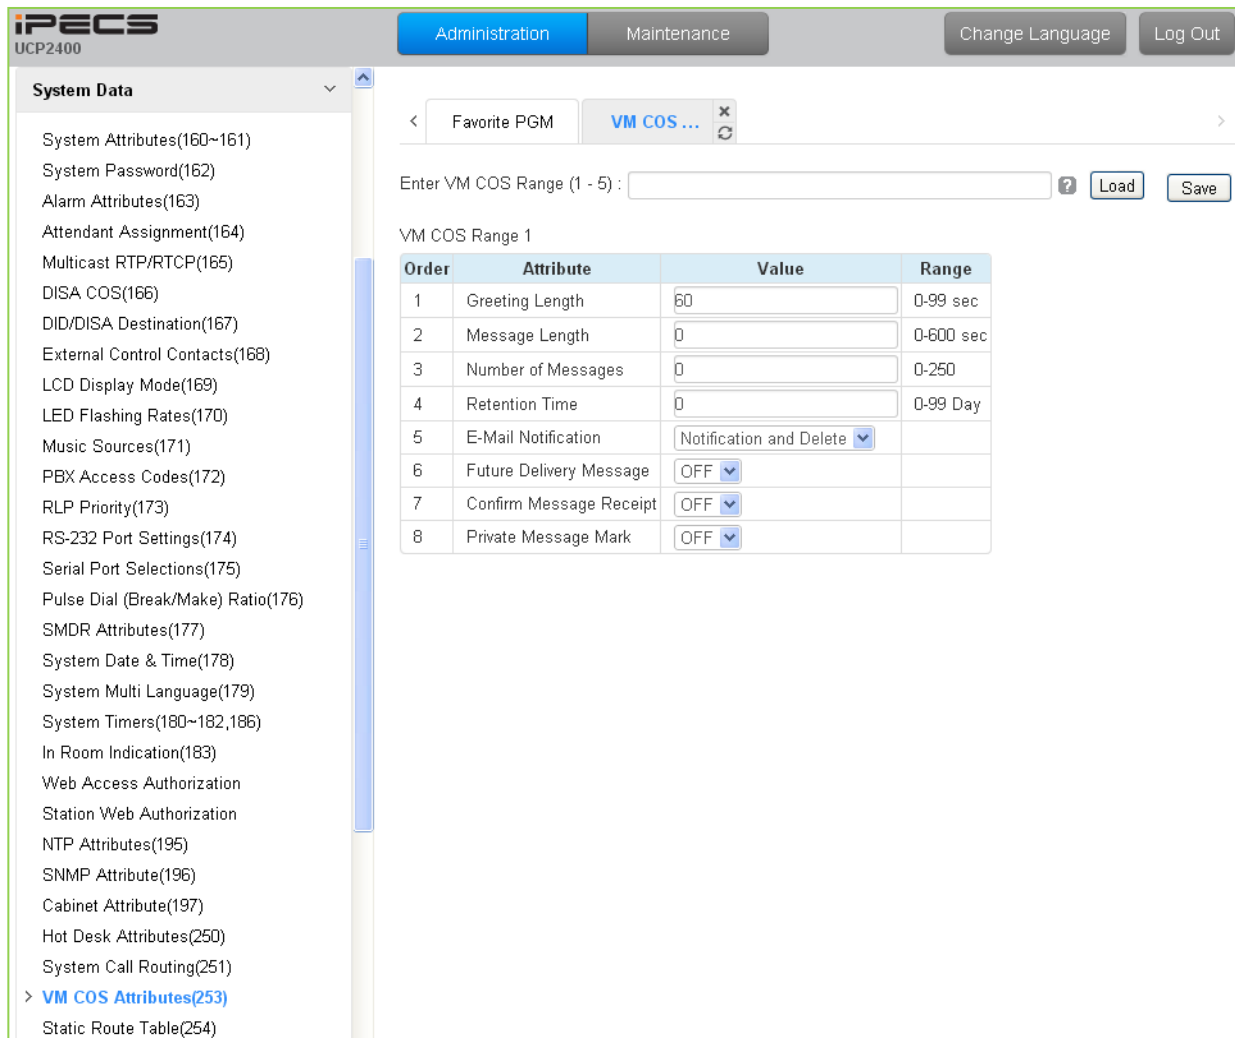 iPECS
UCP2400
Administration
Maintenance
Change Language
Log Out
System Data
System Attributes(160~161)
System Password(162)
Alarm Attributes(163)
Attendant Assignment(164)
Multicast RTP/RTCP(165)
DISA COS(166)
DID/DISA Destination(167)
External Control Contacts(168)
LCD Display Mode(169)
LED Flashing Rates(170)
Music Sources(171)
PBX Access Codes(172)
RLP Priority(173)
RS-232 Port Settings(174)
Serial Port Selections(175)
Pulse Dial (Break/Make) Ratio(176)
SMDR Attributes(177)
System Date & Time(178)
System Multi Language(179)
System Timers(180~182,186)
In Room Indication(183)
Web Access Authorization
Station Web Authorization
NTP Attributes(195)
SNMP Attribute(196)
Cabinet Attribute(197)
Hot Desk Attributes(250)
System Call Routing(251)
VM COS Attributes(253)
Static Route Table(254)
Favorite PGM
VM COS ...
Enter VM COS Range (1 - 5) :
?
Load
Save
VM COS Range 1
Order Attribute Value Range
1 Greeting Length 60 0-99 sec
2 Message Length 0 0-600 sec
3 Number of Messages 0 0-250
4 Retention Time 0 0-99 Day
5 E-Mail Notification Notification and Delete
6 Future Delivery Message OFF
7 Confirm Message Receipt OFF
8 Private Message Mark OFF